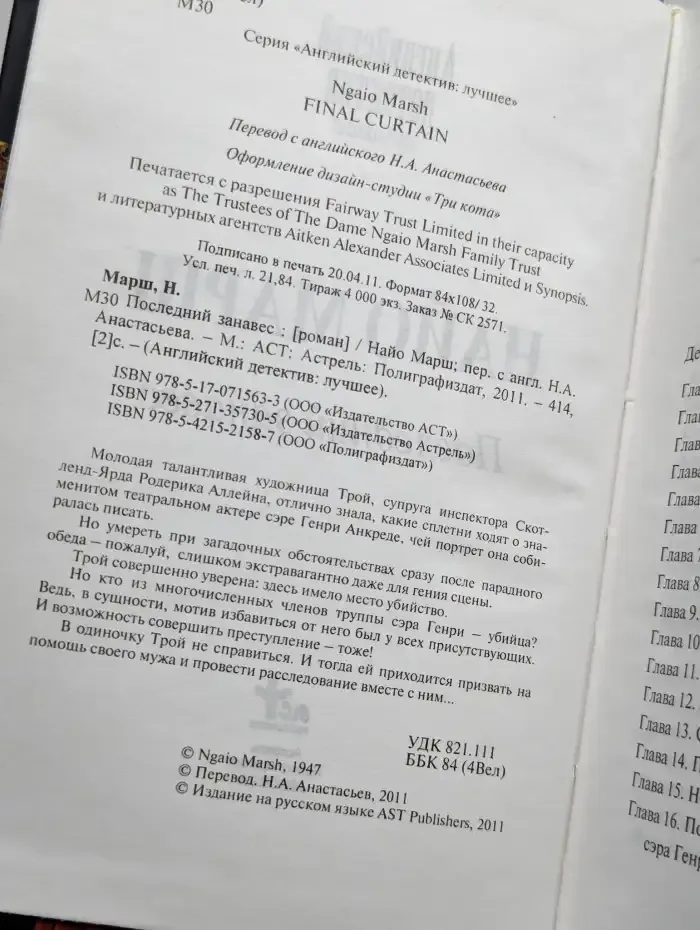 М30
Серия «Английский детектив: лучшее»
Ngaio Marsh
FINAL CURTAIN
Перевод с английского Н.А. Анастасьева
Оформление дизайн-студии «Три кота»
Печатается с разрешения Fairway Trust Limited in their capacity
as The Trustees of The Dame Ngaio Marsh Family Trust
и литературных агентств Aitken Alexander Associates Limited и Synopsis.
Подписано в печать 20.04.11. Формат 84х108/ 32.
Усл. печ. л. 21,84. Тираж 4 000 экз. Заказ № СК 2571.
Марш, Н.
М30 Последний занавес : [роман] / Найо Марш; пер. с англ. Н.А.
Анастасьева. – М.: АСТ; Астрель: Полиграфиздат, 2011. – 414,
[2]с. – (Английский детектив: лучшее).
ISBN 978-5-17-071563-3 (ООО «Издательство АСТ»)
ISBN 978-5-271-35730-5 (ООО «Издательство Астрель»)
ISBN 978-5-4215-2158-7 (ООО «Полиграфиздат»)
Молодая талантливая художница Трой, супруга инспектора Скот-
ленд-Ярда Родерика Аллейна, отлично знала, какие сплетни ходят о зна-
менитом театральном актере сэре Генри Анкреде, чей портрет она соби-
ралась писать.
Но умереть при загадочных обстоятельствах сразу после парадного
обеда – пожалуй, слишком экстравагантно даже для гения сцены.
Трой совершенно уверена: здесь имело место убийство.
Но кто из многочисленных членов труппы сэра Генри – убийца?
Ведь, в сущности, мотив избавиться от него был у всех присутствующих.
И возможность совершить преступление – тоже!
В одиночку Трой не справиться. И тогда ей приходится призвать на
помощь своего мужа и провести расследование вместе с ним...
УДК 821.111
ББК 84 (4Вел)
© Ngaio Marsh, 1947
© Перевод. Н.А. Анастасьев, 2011
© Издание на русском языке AST Publishers, 2011
Де
Гла
Глав
Глав
Глава
Глава
Глава
Глава 7
Глава 8
Глава 9.
Глава 10
Глава 11.
Глава 12.
Глава 13.
Глава 14. П
Глава 15. Н
Глава 16. По
сэра Генр